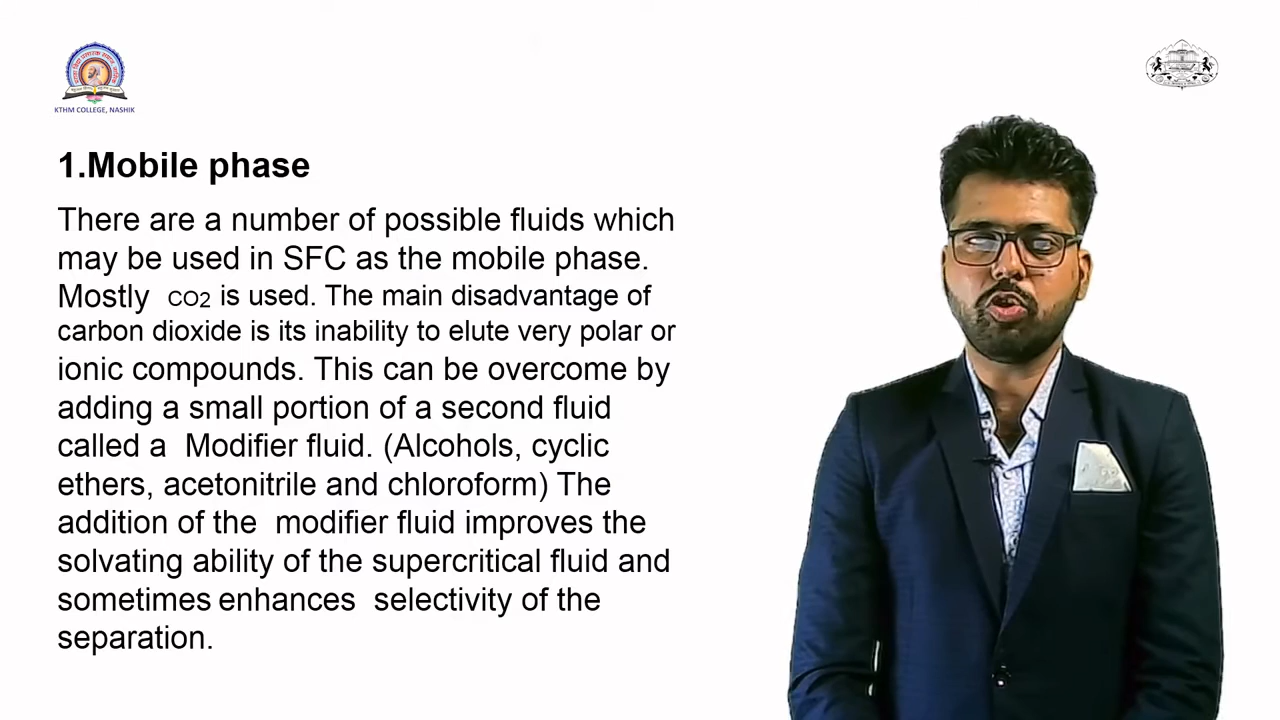 KTHM COLLEGE, NASHIK
1.Mobile phase
There are a number of possible fluids which
may be used in SFC as the mobile phase.
Mostly CO2 is used. The main disadvantage of
carbon dioxide is its inability to elute very polar or
ionic compounds. This can be overcome by
adding a small portion of a second fluid
called a Modifier fluid. (Alcohols, cyclic
ethers, acetonitrile and chloroform) The
addition of the modifier fluid improves the
solvating ability of the supercritical fluid and
sometimes enhances selectivity of the
separation.